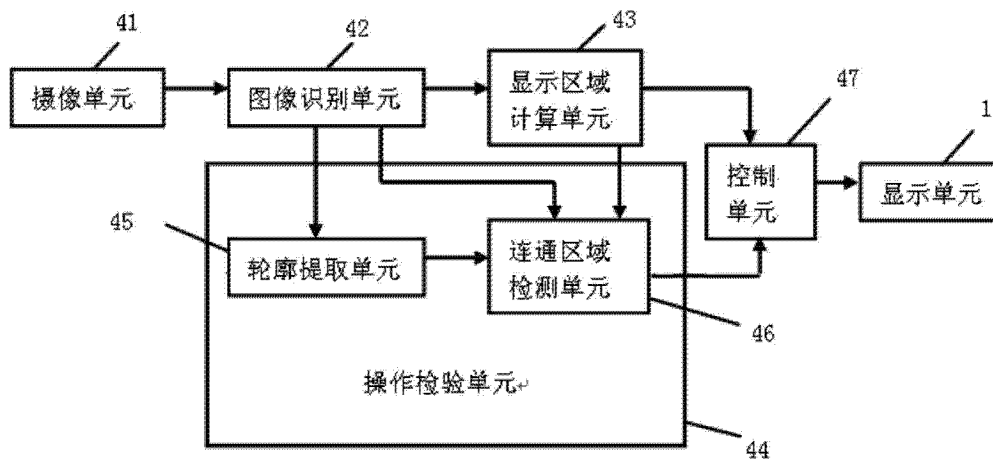 41
42
43
47
1
摄像单元
图像识别单元
显示区域
计算单元
控制
单元
显示单元
45
轮廓提取单元
连通区域
检测单元
46
操作检验单元
44